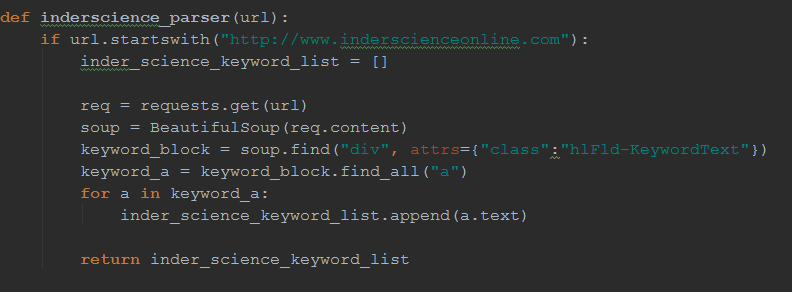 def inderscience_parser(url):
    if url.startswith("http://www.inderscienceonline.com"):
        inder_science_keyword_list = []
        req = requests.get(url)
        soup = BeautifulSoup(req.content)
        keyword_block = soup.find("div", attrs={"class":"hlFld-KeywordText"})
        keyword_a = keyword_block.find_all("a")
        for a in keyword_a:
            inder_science_keyword_list.append(a.text)
        return inder_science_keyword_list